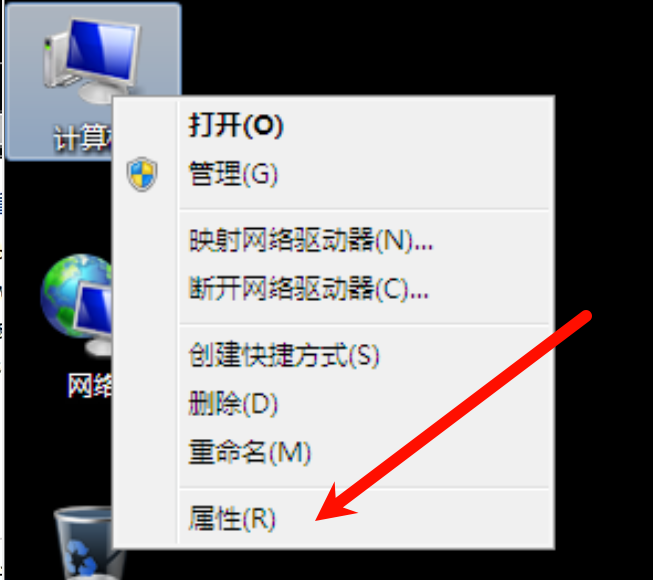 计算
打开(O)
管理(G)
映射网络驱动器(N)...
断开网络驱动器(C)...
创建快捷方式(S)
删除(D)
重命名(M)
网络
属性(R)